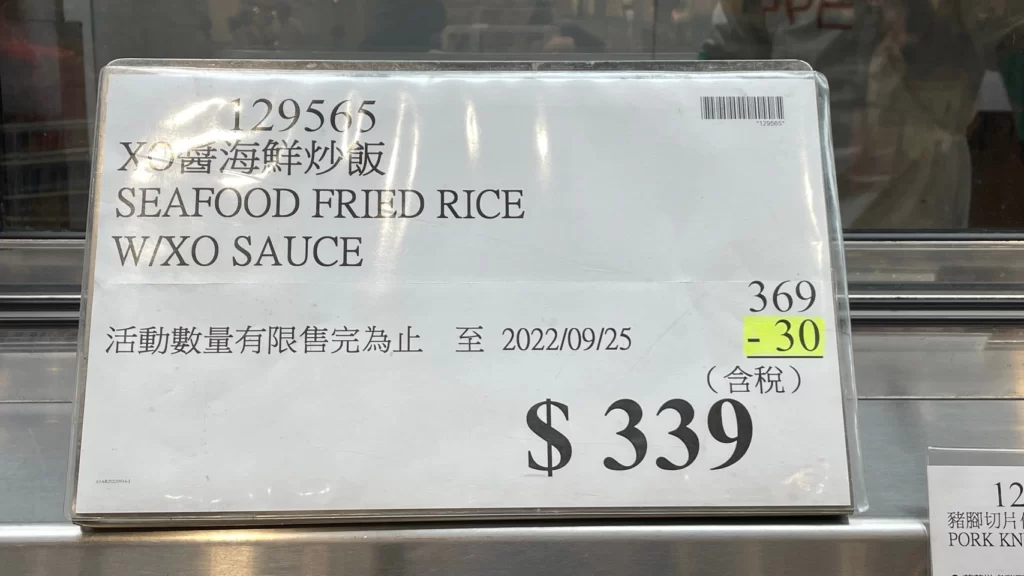 129565
*129565*
XO醬海鮮炒飯
SEAFOOD FRIED RICE
W/XO SAUCE
369
- 30
活動數量有限售完為止 至 2022/09/25
(含稅)
$ 339
12
豬腳切片
PORK KN